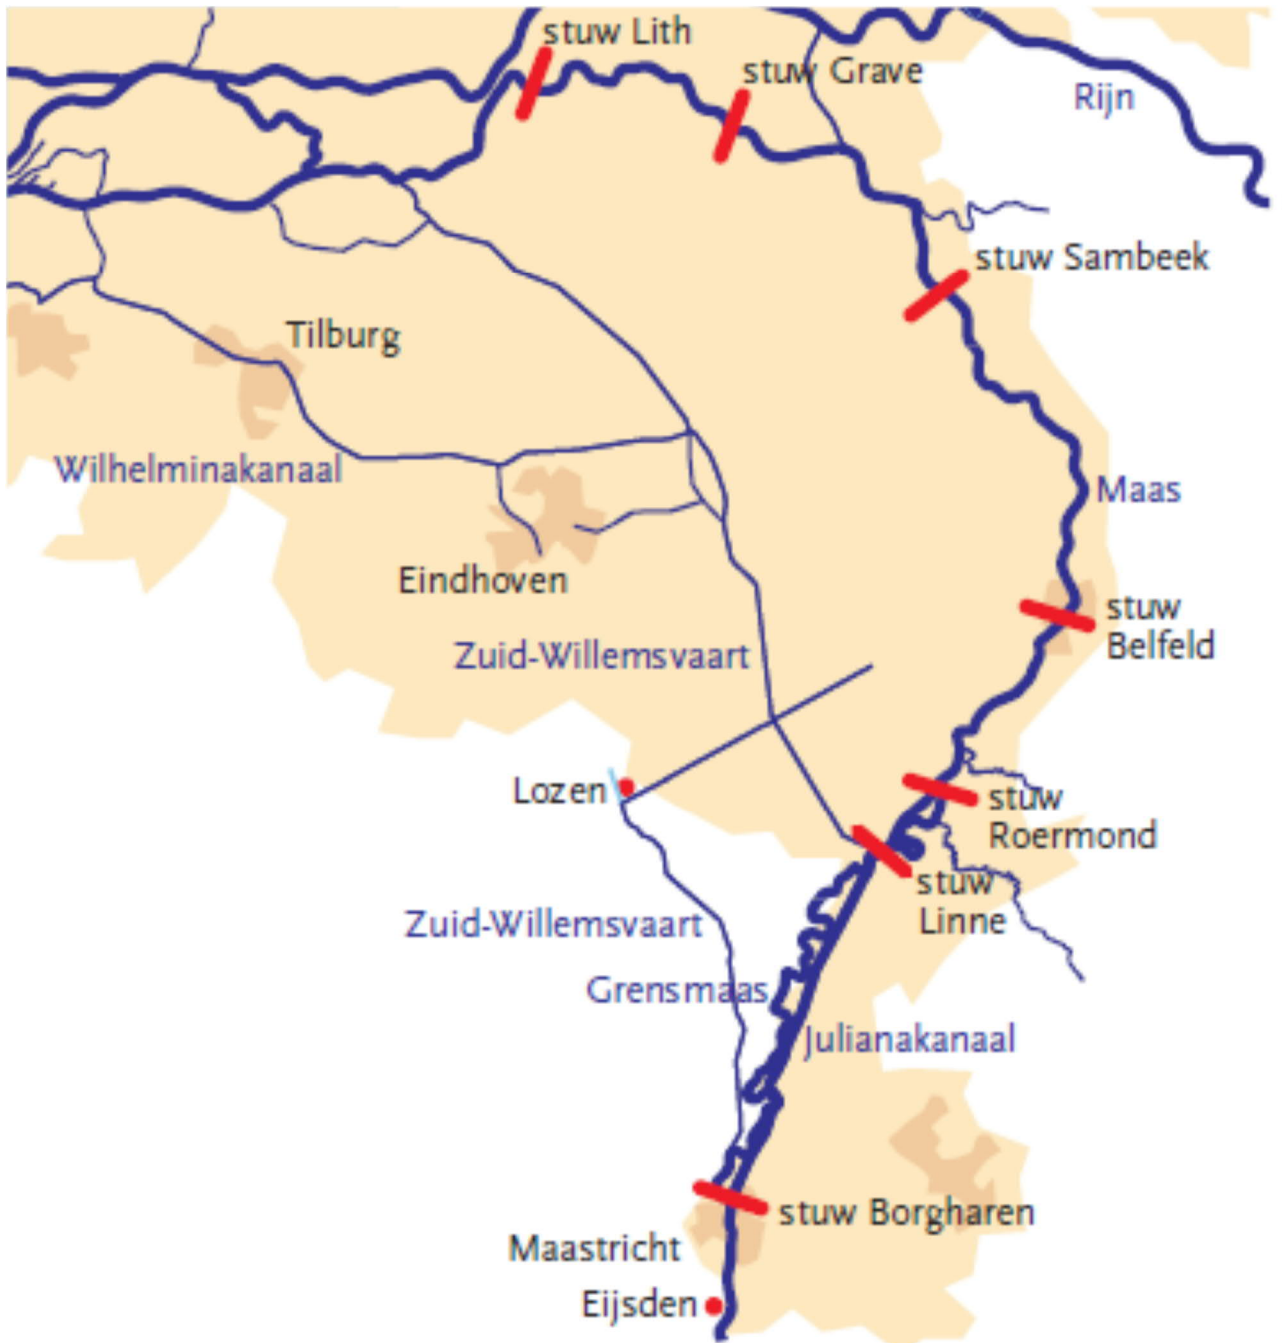 stuw Lith
stuw Grave
Rijn
stuw Sambeek
Tilburg
Wilhelminakanaal
Maas
Eindhoven
stuw
Belfeld
Zuid-Willemsvaart
Lozen
stuw
Roermond
stuw
Linne
Zuid-Willemsvaart
Grensmaas
Julianakanaal
stuw Borgharen
Maastricht
Eijsden